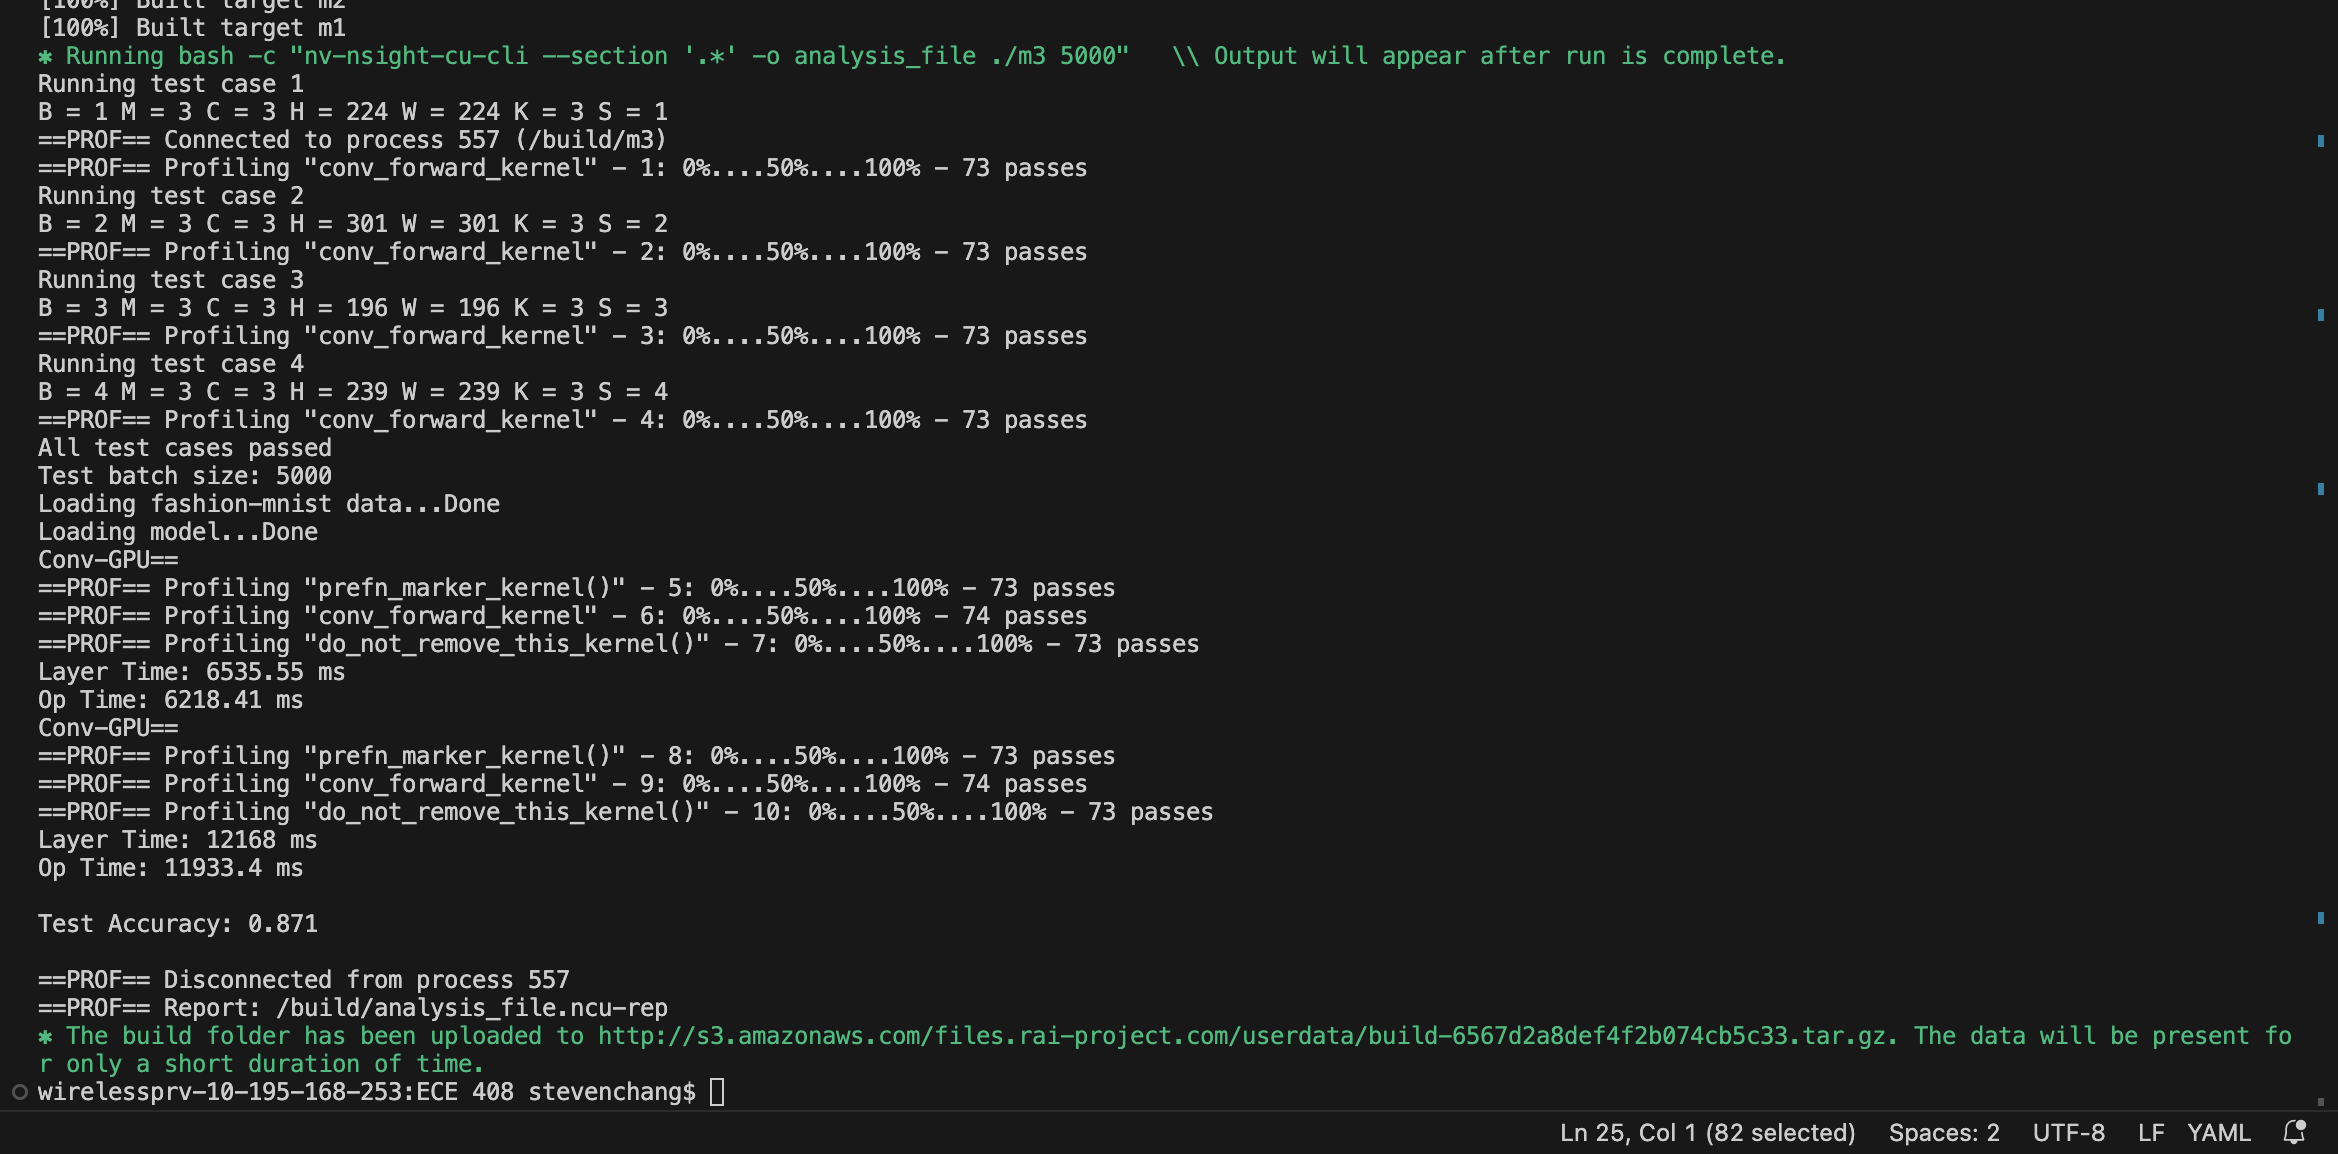 [100%] Built target m2
[100%] Built target m1
✱ Running bash -c "nv-nsight-cu-cli --section '.*' -o analysis_file ./m3 5000"   \\ Output will appear after run is complete.
Running test case 1
B = 1 M = 3 C = 3 H = 224 W = 224 K = 3 S = 1
==PROF== Connected to process 557 (/build/m3)
==PROF== Profiling "conv_forward_kernel" - 1: 0%....50%....100% - 73 passes
Running test case 2
B = 2 M = 3 C = 3 H = 301 W = 301 K = 3 S = 2
==PROF== Profiling "conv_forward_kernel" - 2: 0%....50%....100% - 73 passes
Running test case 3
B = 3 M = 3 C = 3 H = 196 W = 196 K = 3 S = 3
==PROF== Profiling "conv_forward_kernel" - 3: 0%....50%....100% - 73 passes
Running test case 4
B = 4 M = 3 C = 3 H = 239 W = 239 K = 3 S = 4
==PROF== Profiling "conv_forward_kernel" - 4: 0%....50%....100% - 73 passes
All test cases passed
Test batch size: 5000
Loading fashion-mnist data...Done
Loading model...Done
Conv-GPU==
==PROF== Profiling "prefn_marker_kernel()" - 5: 0%....50%....100% - 73 passes
==PROF== Profiling "conv_forward_kernel" - 6: 0%....50%....100% - 74 passes
==PROF== Profiling "do_not_remove_this_kernel()" - 7: 0%....50%....100% - 73 passes
Layer Time: 6535.55 ms
Op Time: 6218.41 ms
Conv-GPU==
==PROF== Profiling "prefn_marker_kernel()" - 8: 0%....50%....100% - 73 passes
==PROF== Profiling "conv_forward_kernel" - 9: 0%....50%....100% - 74 passes
==PROF== Profiling "do_not_remove_this_kernel()" - 10: 0%....50%....100% - 73 passes
Layer Time: 12168 ms
Op Time: 11933.4 ms
Test Accuracy: 0.871
==PROF== Disconnected from process 557
==PROF== Report: /build/analysis_file.ncu-rep
✱ The build folder has been uploaded to http://s3.amazonaws.com/files.rai-project.com/userdata/build-6567d2a8def4f2b074cb5c33.tar.gz. The data will be present fo
r only a short duration of time.
wirelessprv-10-195-168-253:ECE 408 stevenchang$
Ln 25, Col 1 (82 selected) Spaces: 2 UTF-8 LF YAML